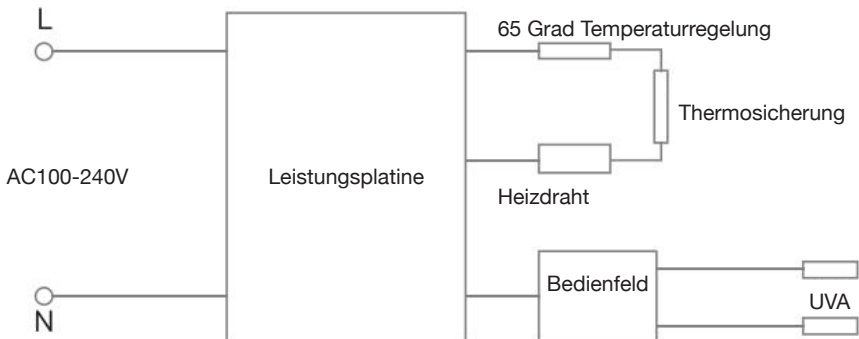 L
65 Grad Temperaturregelung
Thermosicherung
AC100-240V
Leistungsplatine
Heizdraht
Bedienfeld
UVA
N